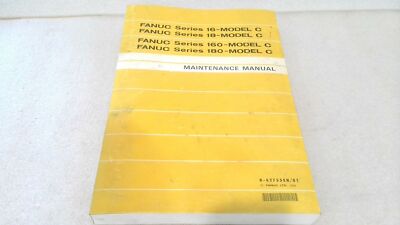 FANUC Series 16-MODEL C
FANUC Series 18-MODEL C
FANUC Series 160-MODEL C
FANUC Series 180-MODEL C
MAINTENANCE MANUAL